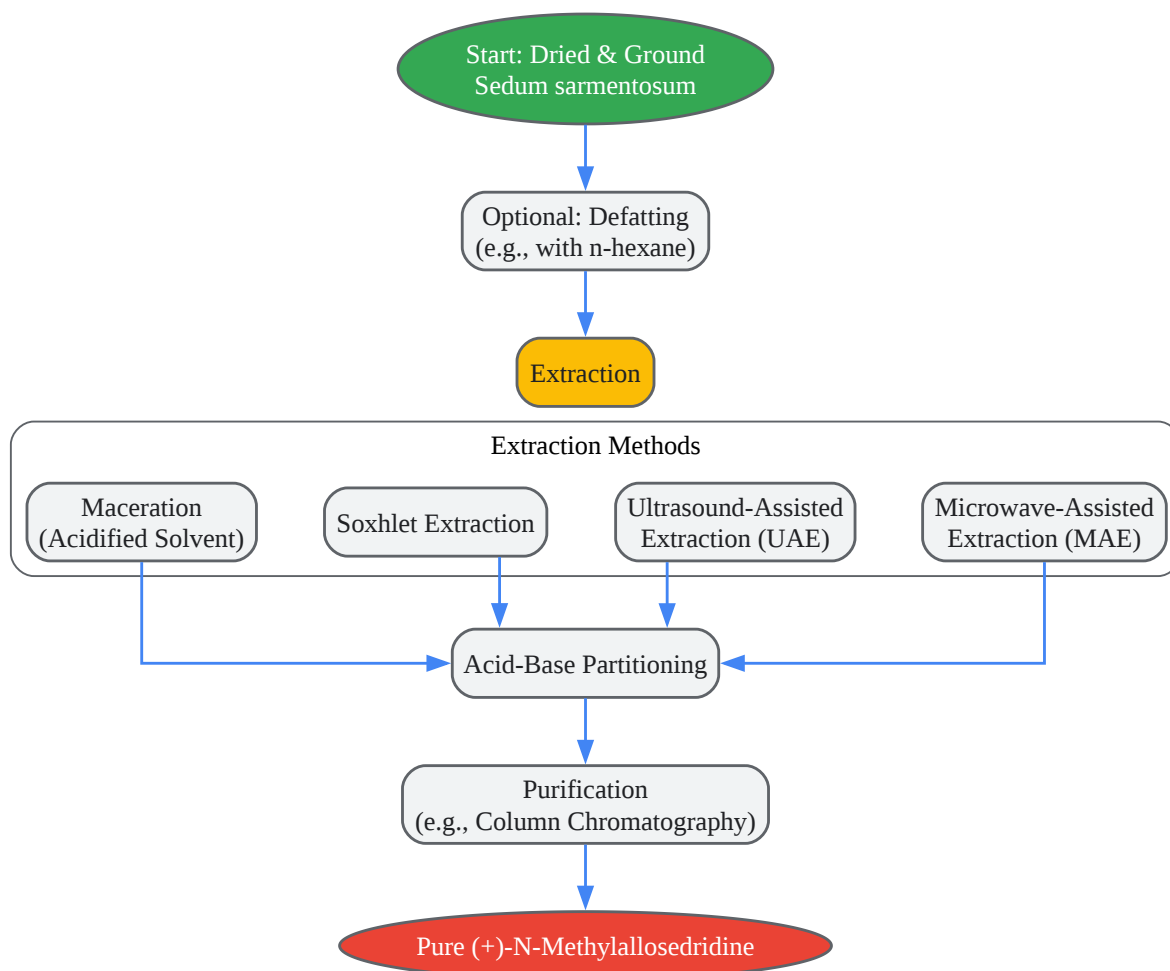 Start: Dried & Ground
Sedum sarmentosum
Optional: Defatting
(e.g., with n-hexane)
Extraction
Extraction Methods
Maceration
(Acidified Solvent)
Soxhlet Extraction
Ultrasound-Assisted
Extraction (UAE)
Microwave-Assisted
Extraction (MAE)
Acid-Base Partitioning
Purification
(e.g., Column Chromatography)
Pure (+)-N-Methylallosedridine